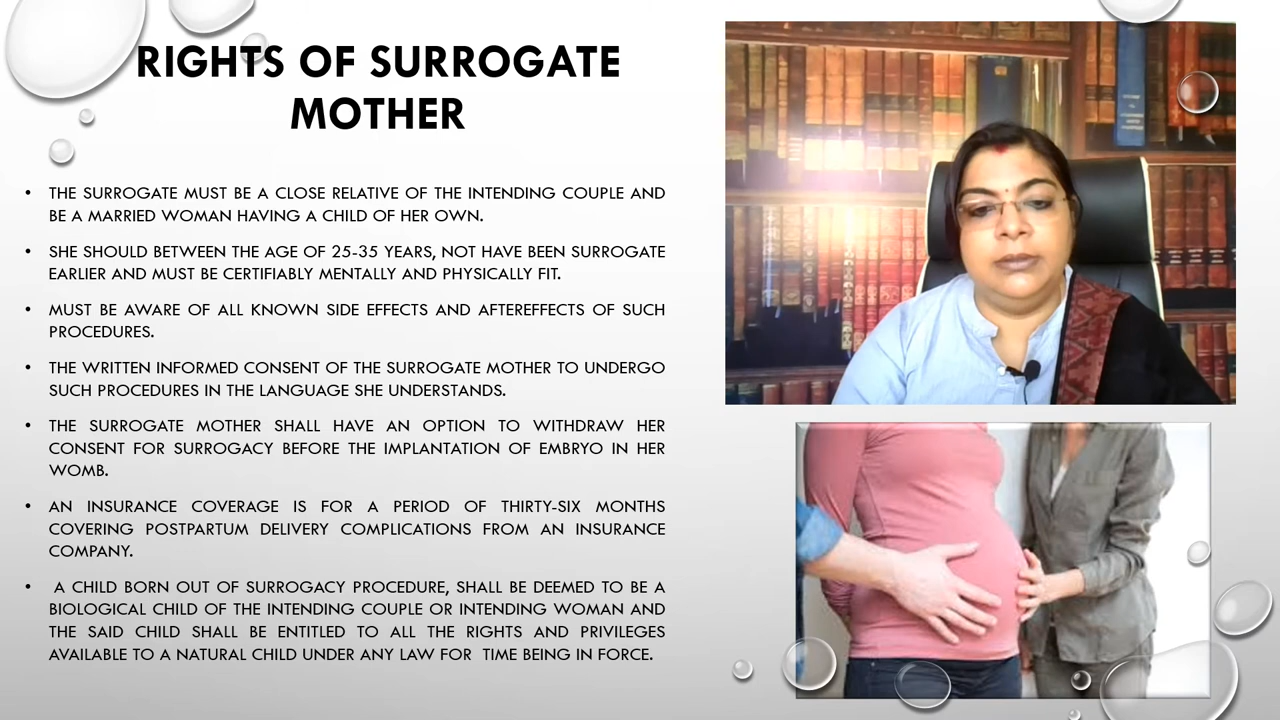 RIGHTS OF SURROGATE
MOTHER
• THE SURROGATE MUST BE A CLOSE RELATIVE OF THE INTENDING COUPLE AND
BE A MARRIED WOMAN HAVING A CHILD OF HER OWN.
• SHE SHOULD BETWEEN THE AGE OF 25-35 YEARS, NOT HAVE BEEN SURROGATE
EARLIER AND MUST BE CERTIFIABLY MENTALLY AND PHYSICALLY FIT.
• MUST BE AWARE OF ALL KNOWN SIDE EFFECTS AND AFTEREFFECTS OF SUCH
PROCEDURES.
• THE WRITTEN INFORMED CONSENT OF THE SURROGATE MOTHER TO UNDERGO
SUCH PROCEDURES IN THE LANGUAGE SHE UNDERSTANDS.
• THE SURROGATE MOTHER SHALL HAVE AN OPTION TO WITHDRAW HER
CONSENT FOR SURROGACY BEFORE THE IMPLANTATION OF EMBRYO IN HER
WOMB.
• AN INSURANCE COVERAGE IS FOR A PERIOD OF THIRTY-SIX MONTHS
COVERING POSTPARTUM DELIVERY COMPLICATIONS FROM AN INSURANCE
COMPANY.
• A CHILD BORN OUT OF SURROGACY PROCEDURE, SHALL BE DEEMED TO BE A
BIOLOGICAL CHILD OF THE INTENDING COUPLE OR INTENDING WOMAN AND
THE SAID CHILD SHALL BE ENTITLED TO ALL THE RIGHTS AND PRIVILEGES
AVAILABLE TO A NATURAL CHILD UNDER ANY LAW FOR TIME BEING IN FORCE.